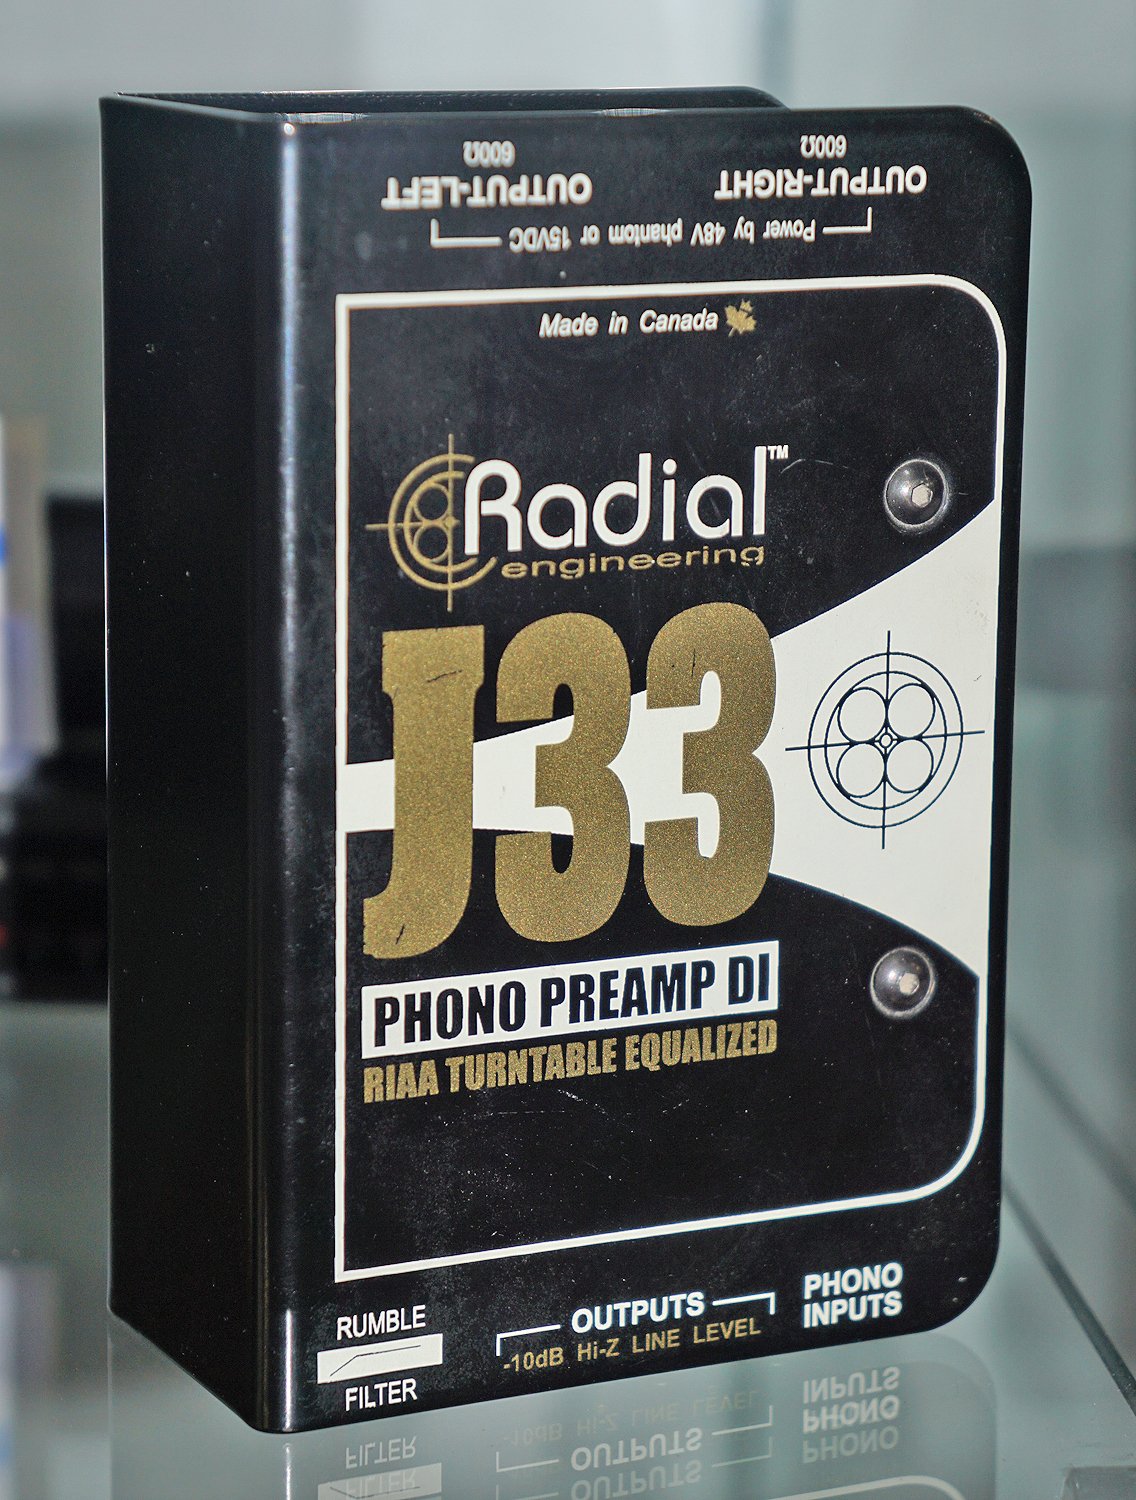 600Ω 600Ω
OUTPUT-LEFT OUTPUT-RIGHT
Power by 48V phantom or 15VDC
Made in Canada
Radial™
engineering
J33
PHONO PREAMP DI
RIAA TURNTABLE EQUALIZED
RUMBLE
FILTER
OUTPUTS
-10dB Hi-Z LINE LEVEL
PHONO
INPUTS